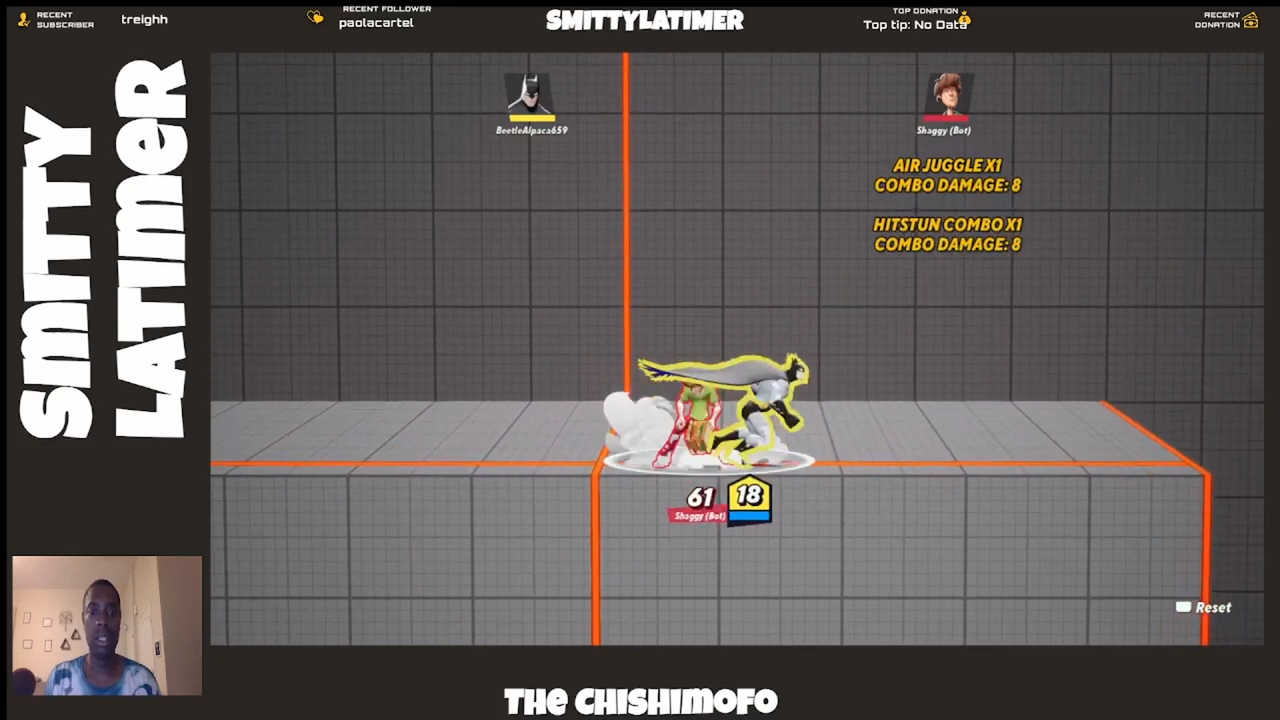 RECENT
SUBSCRIBER
treighh
RECENT FOLLOWER
paolacartel
SMITTYLATIMER
TOP DONATION
Top tip: No Data
RECENT
DONATION
SMITTY
LATIMER
BeetleAlpaca659
Shaggy (Bot)
AIR JUGGLE X1
COMBO DAMAGE: 8
HITSTUN COMBO X1
COMBO DAMAGE: 8
61
Shaggy (Bot)
18
Reset
THE CHISHIMOFO